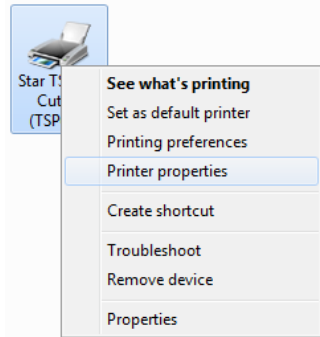 Star
Cut
(TSP
See what's printing
Set as default printer
Printing preferences
Printer properties
Create shortcut
Troubleshoot
Remove device
Properties